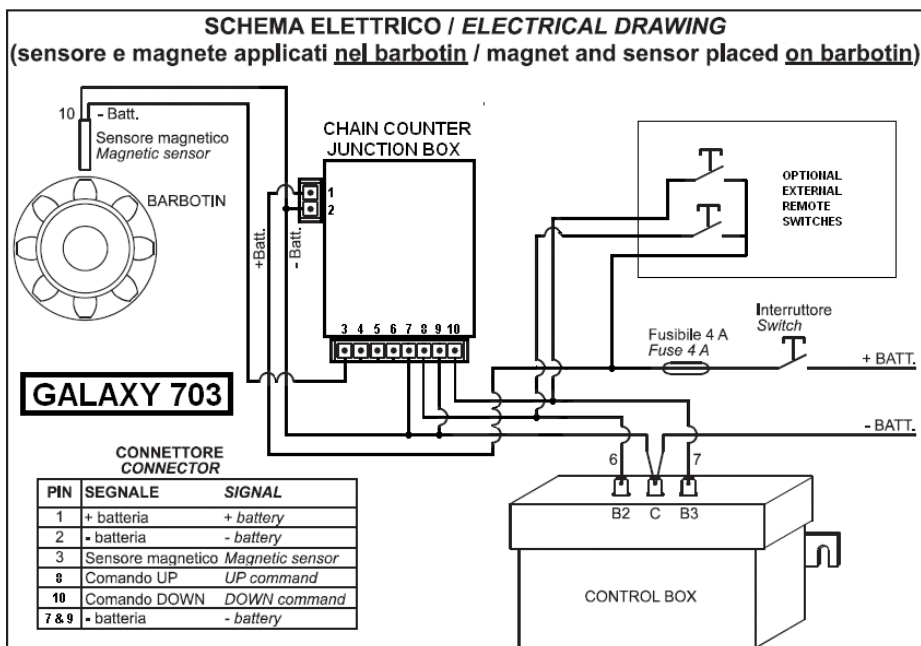 SCHEMA ELETTRICO / ELECTRICAL DRAWING
(sensore e magnete applicati nel barbotin / magnet and sensor placed on barbotin)
10
- Batt.
Sensore magnetico
Magnetic sensor
BARBOTIN
CHAIN COUNTER
JUNCTION BOX
1
2
+Batt.
- Batt.
3 4 5 6 7 8 9 10
OPTIONAL
EXTERNAL
REMOTE
SWITCHES
Interruttore
Switch
Fusibile 4 A
Fuse 4 A
+ BATT.
- BATT.
GALAXY 703
6
7
B2 C B3
CONTROL BOX
CONNETTORE
CONNECTOR
PIN SEGNALE SIGNAL
1 + batteria + battery
2 - batteria - battery
3 Sensore magnetico Magnetic sensor
8 Comando UP UP command
10 Comando DOWN DOWN command
7 & 9 - batteria - battery